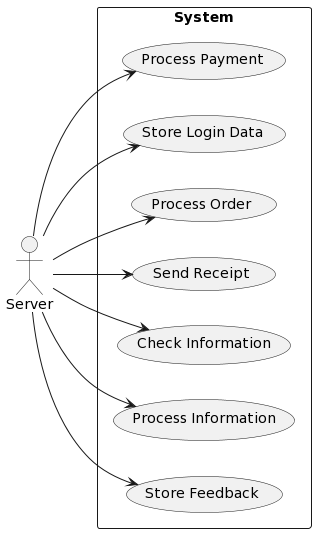 System
Process Payment
Store Login Data
Process Order
Send Receipt
Server
Check Information
Process Information
Store Feedback